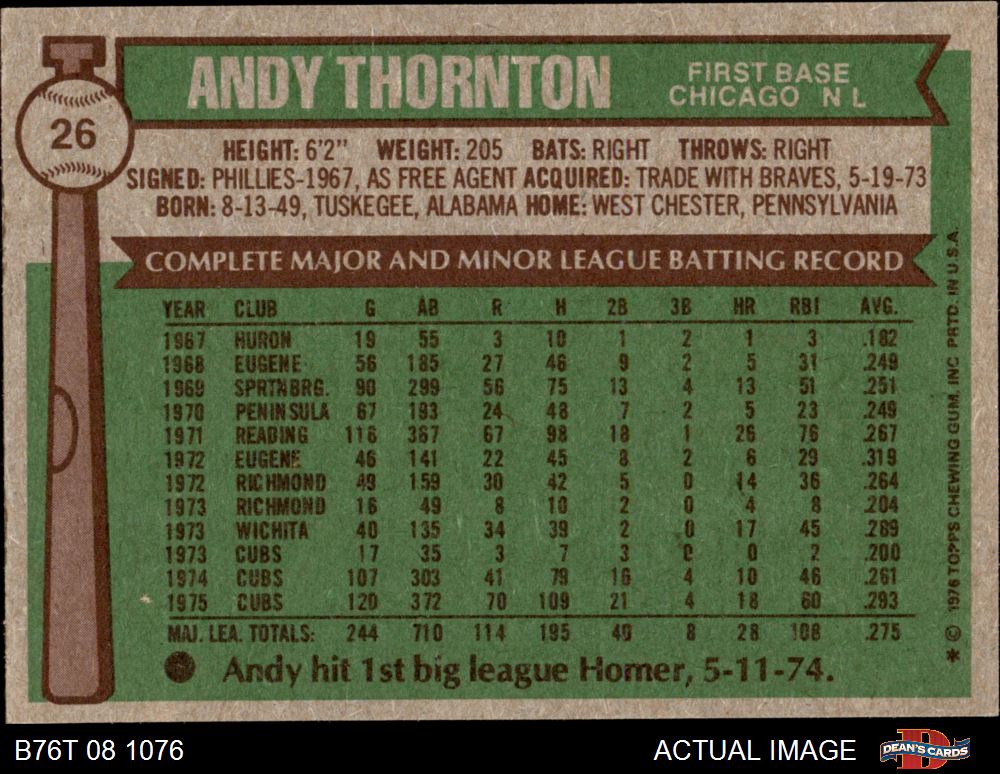 26
ANDY THORNTON
FIRST BASE
CHICAGO N L
HEIGHT: 6'2" WEIGHT: 205 BATS: RIGHT THROWS: RIGHT
SIGNED: PHILLIES-1967, AS FREE AGENT ACQUIRED: TRADE WITH BRAVES, 5-19-73
BORN: 8-13-49, TUSKEGEE, ALABAMA HOME: WEST CHESTER, PENNSYLVANIA
COMPLETE MAJOR AND MINOR LEAGUE BATTING RECORD
YEAR CLUB G AB R H 2B 3B HR RBI AVG.
1967 HURON 19 55 3 10 1 2 1 3 .182
1968 EUGENE 56 185 27 46 9 2 5 31 .249
1969 SPRTNBRG. 90 299 56 75 13 4 13 51 .251
1970 PENINSULA 67 193 24 48 7 2 5 23 .249
1971 READING 116 367 67 98 18 1 26 76 .267
1972 EUGENE 46 141 22 45 8 2 6 29 .319
1972 RICHMOND 49 159 30 42 5 0 14 36 .264
1973 RICHMOND 16 49 8 10 2 0 4 8 .204
1973 WICHITA 40 135 34 39 2 0 17 45 .289
1973 CUBS 17 35 3 7 3 0 0 2 .200
1974 CUBS 107 303 41 79 16 4 10 46 .261
1975 CUBS 120 372 70 109 21 4 18 60 .293
MAJ. LEA. TOTALS: 244 710 114 195 40 8 28 108 .275
Andy hit 1st big league Homer, 5-11-74.
* © 1976 TOPPS CHEWING GUM, INC. PRTD. IN U.S.A.
B76T 08 1076
ACTUAL IMAGE
B
DEAN'S CARDS